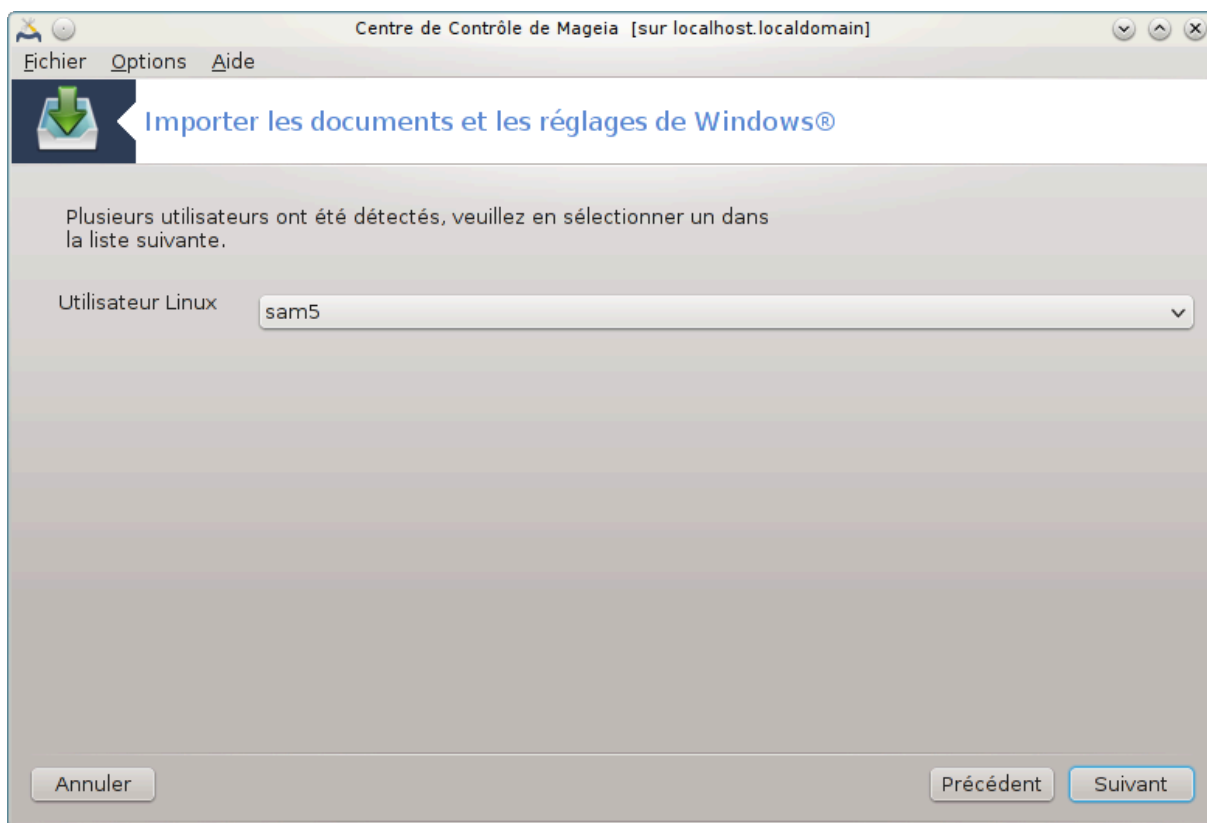 Centre de Contrôle de Mageia [sur localhost.localdomain]
Fichier Options Aide
Importer les documents et les réglages de Windows®
Plusieurs utilisateurs ont été détectés, veuillez en sélectionner un dans
la liste suivante.
Utilisateur Linux
sam5
Annuler
Précédent
Suivant